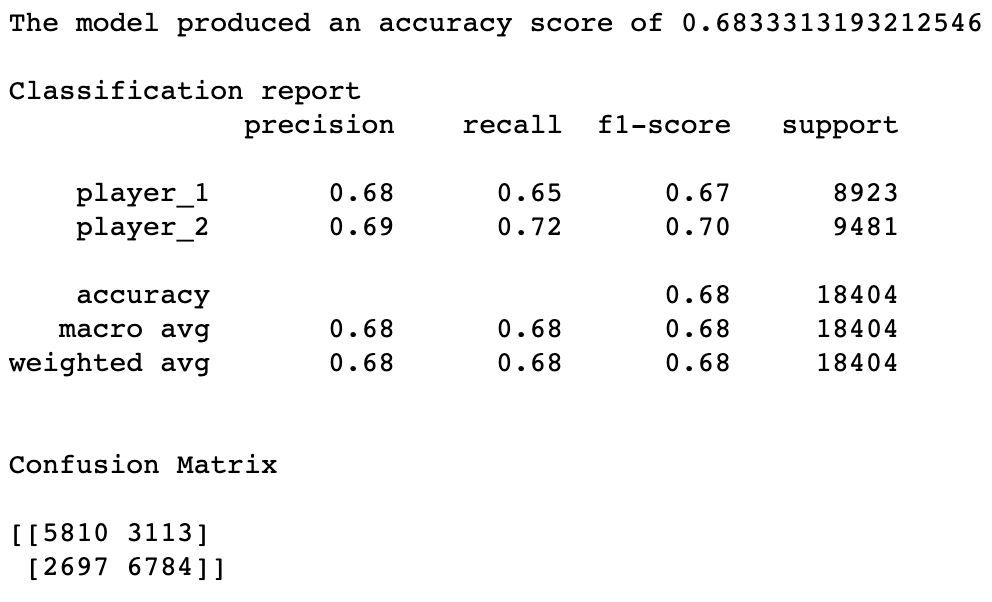 The model produced an accuracy score of 0.6833313193212546
Classification report
precision recall f1-score support
player_1 0.68 0.65 0.67 8923
player_2 0.69 0.72 0.70 9481
accuracy 0.68 18404
macro avg 0.68 0.68 0.68 18404
weighted avg 0.68 0.68 0.68 18404
Confusion Matrix
[[5810 3113]
[2697 6784]]